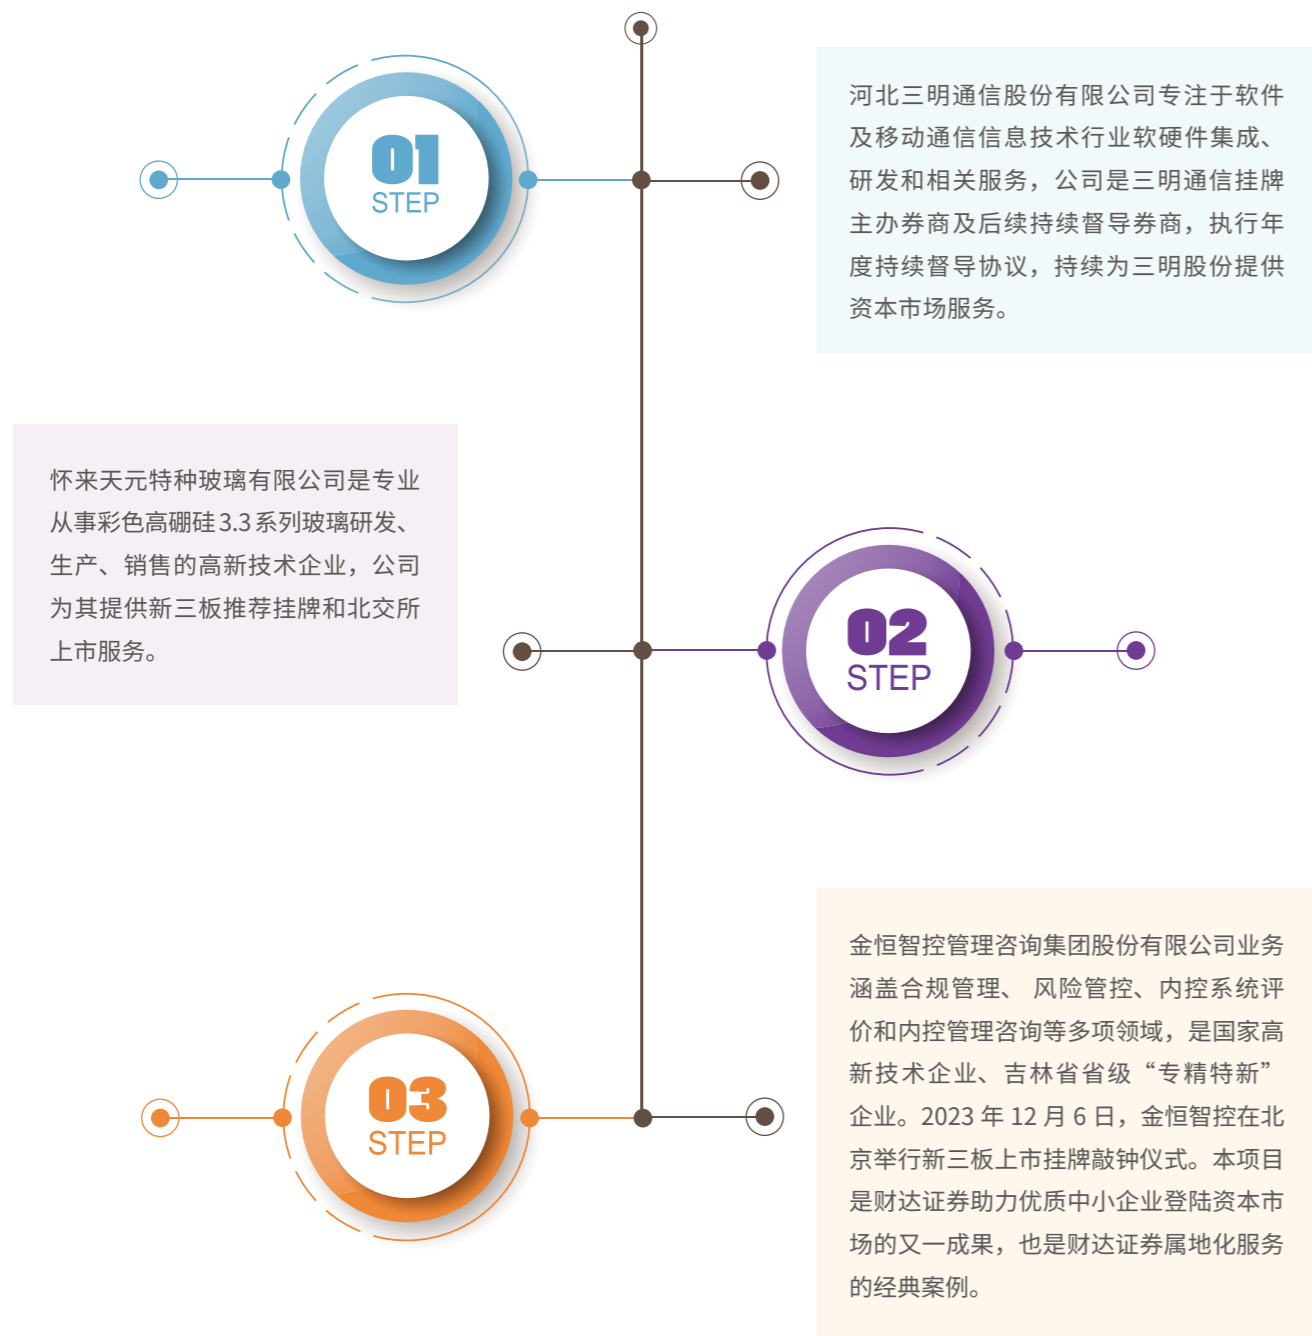 01
STEP
河北三明通信股份有限公司专注于软件
及移动通信信息技术行业软硬件集成、
研发和相关服务，公司是三明通信挂牌
主办券商及后续持续督导券商，执行年
度持续督导协议，持续为三明股份提供
资本市场服务。
怀来天元特种玻璃有限公司是专业
从事彩色高硼硅 3.3 系列玻璃研发、
生产、销售的高新技术企业，公司
为其提供新三板推荐挂牌和北交所
上市服务。
02
STEP
03
STEP
金恒智控管理咨询集团股份有限公司业务
涵盖合规管理、 风险管控、内控系统评
价和内控管理咨询等多项领域，是国家高
新技术企业、吉林省省级“专精特新”
企业。2023 年 12 月 6 日，金恒智控在北
京举行新三板上市挂牌敲钟仪式。本项目
是财达证券助力优质中小企业登陆资本市
场的又一成果，也是财达证券属地化服务
的经典案例。